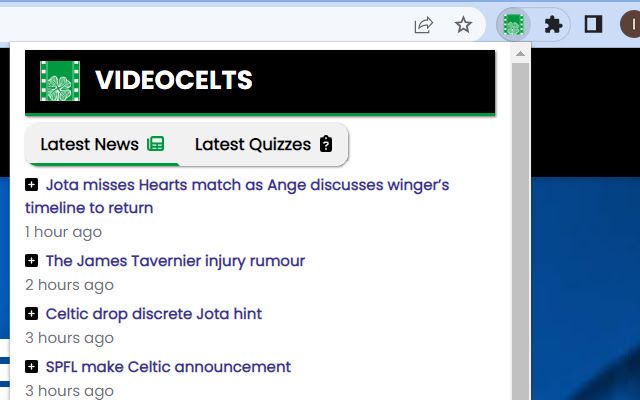 VIDEOCELTS
Latest News
Latest Quizzes
Jota misses Hearts match as Ange discusses winger's
timeline to return
1 hour ago
The James Tavernier injury rumour
2 hours ago
Celtic drop discrete Jota hint
3 hours ago
SPFL make Celtic announcement
3 hours ago
I